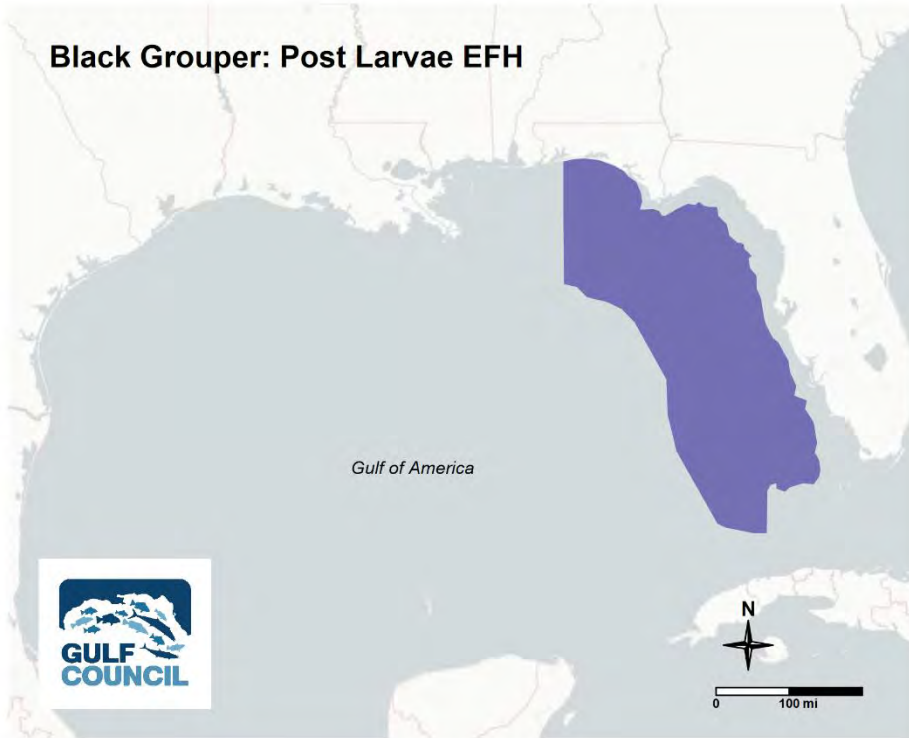 Black Grouper: Post Larvae EFH
Gulf of America
GULF
COUNCIL
N
0 100 mi